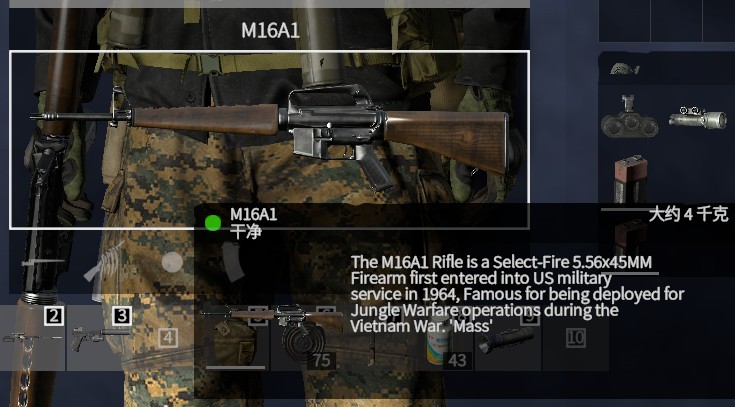 M16A1
M16A1
干净
大约 4 千克
The M16A1 Rifle is a Select-Fire 5.56x45MM
Firearm first entered into US military
service in 1964, Famous for being deployed for
Jungle Warfare operations during the
Vietnam War. 'Mass'
2
3
4
10
75
43